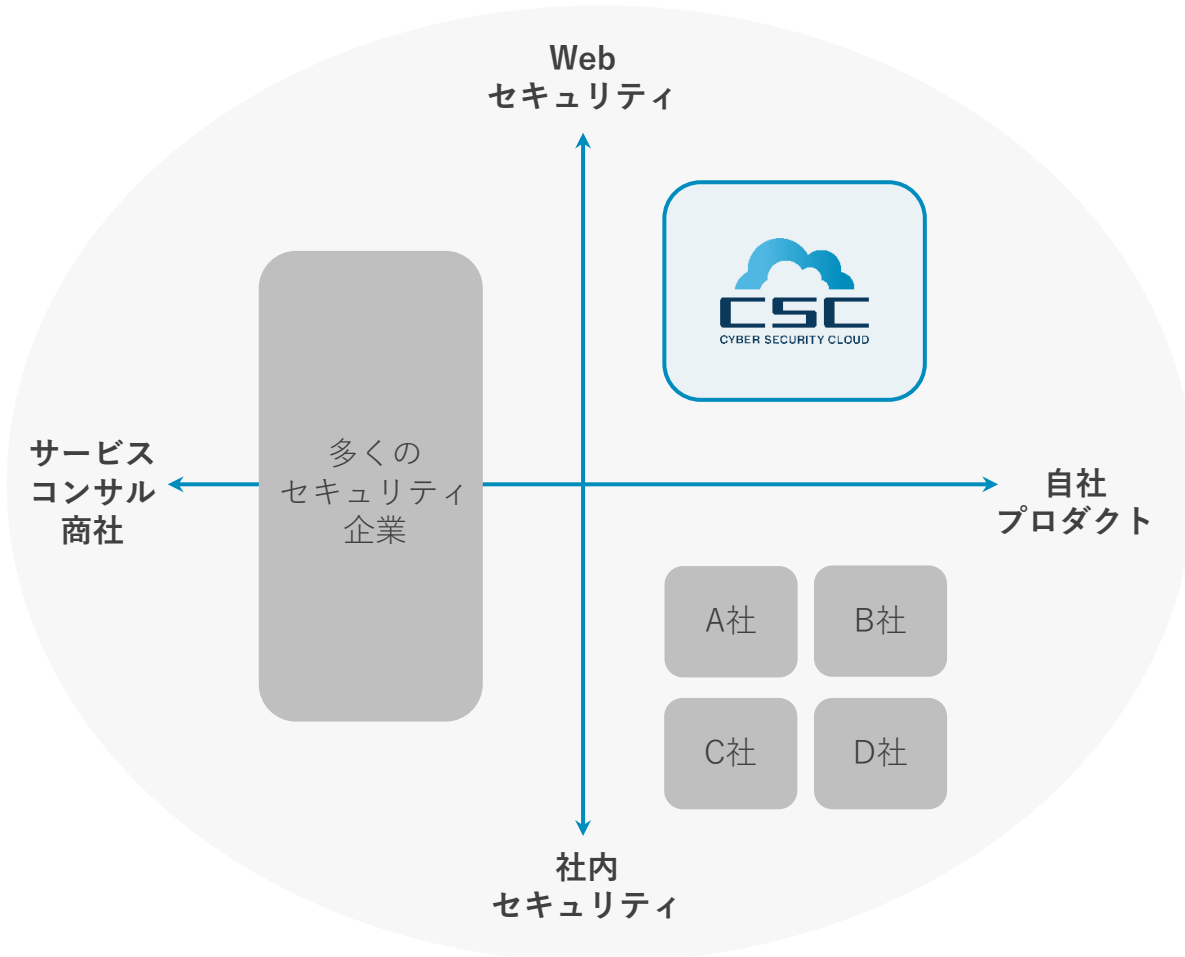 Web
セキュリティ
CSC
CYBER SECURITY CLOUD
サービス
コンサル
商社
多くの
セキュリティ
企業
自社
プロダクト
A社
B社
C社
D社
社内
セキュリティ